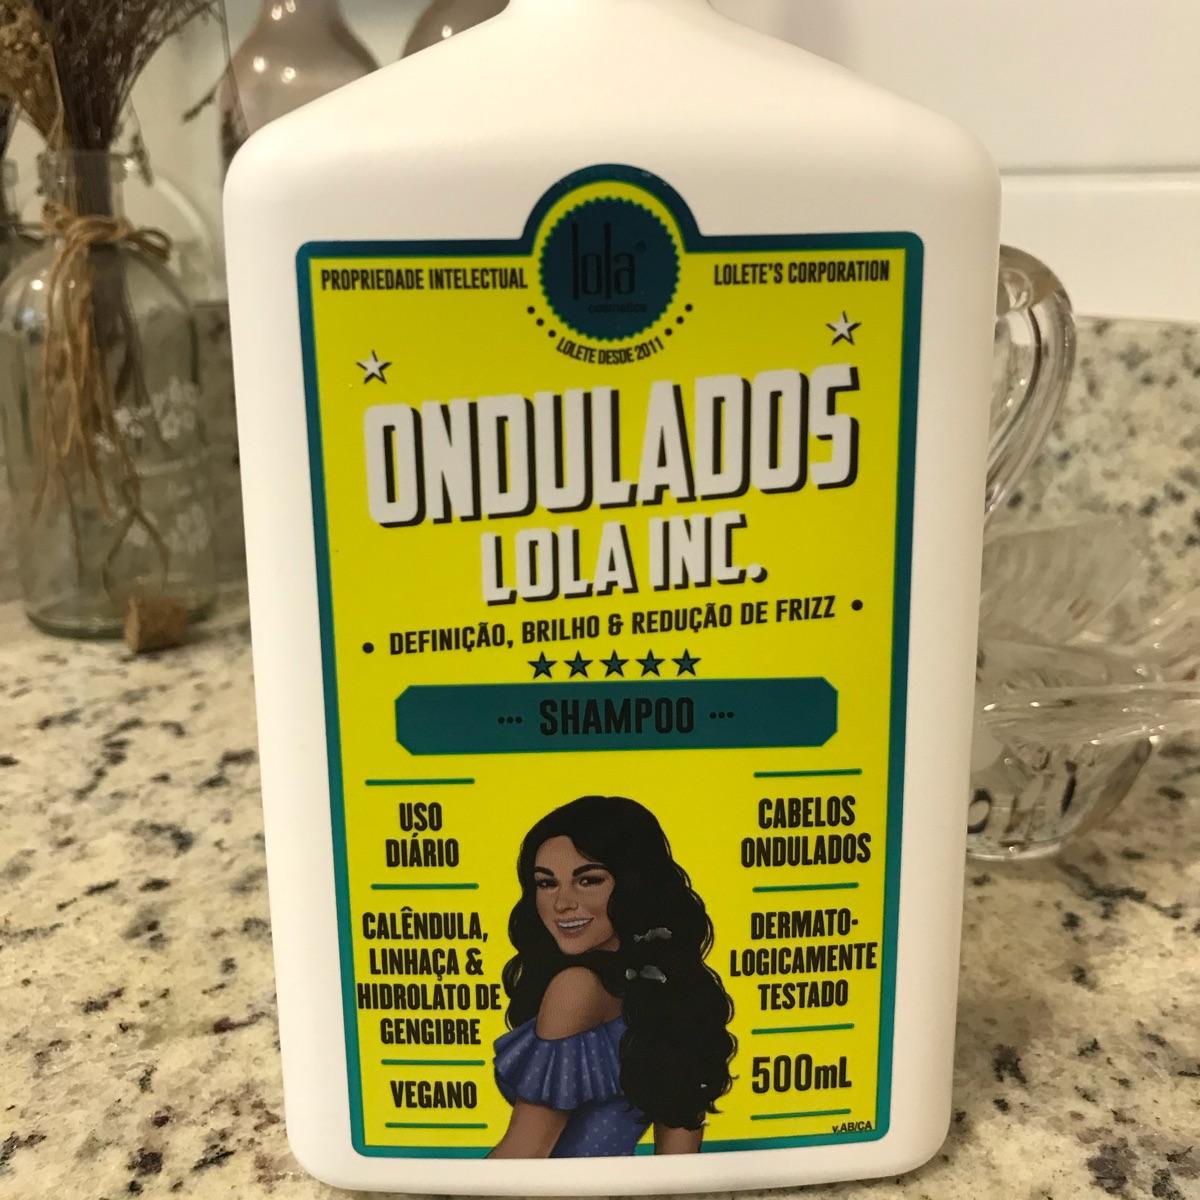 lola®
cosmetics
PROPRIEDADE INTELECTUAL
LOLETE'S CORPORATION
LOLETE DESDE 2011
ONDULADOS
LOLA INC.
• DEFINIÇÃO, BRILHO & REDUÇÃO DE FRIZZ •
★★★★★
••• SHAMPOO •••
USO
DIÁRIO
CALÊNDULA,
LINHAÇA &
HIDROLATO DE
GENGIBRE
VEGANO
CABELOS
ONDULADOS
DERMATO-
LOGICAMENTE
TESTADO
500mL
v.AB/CA